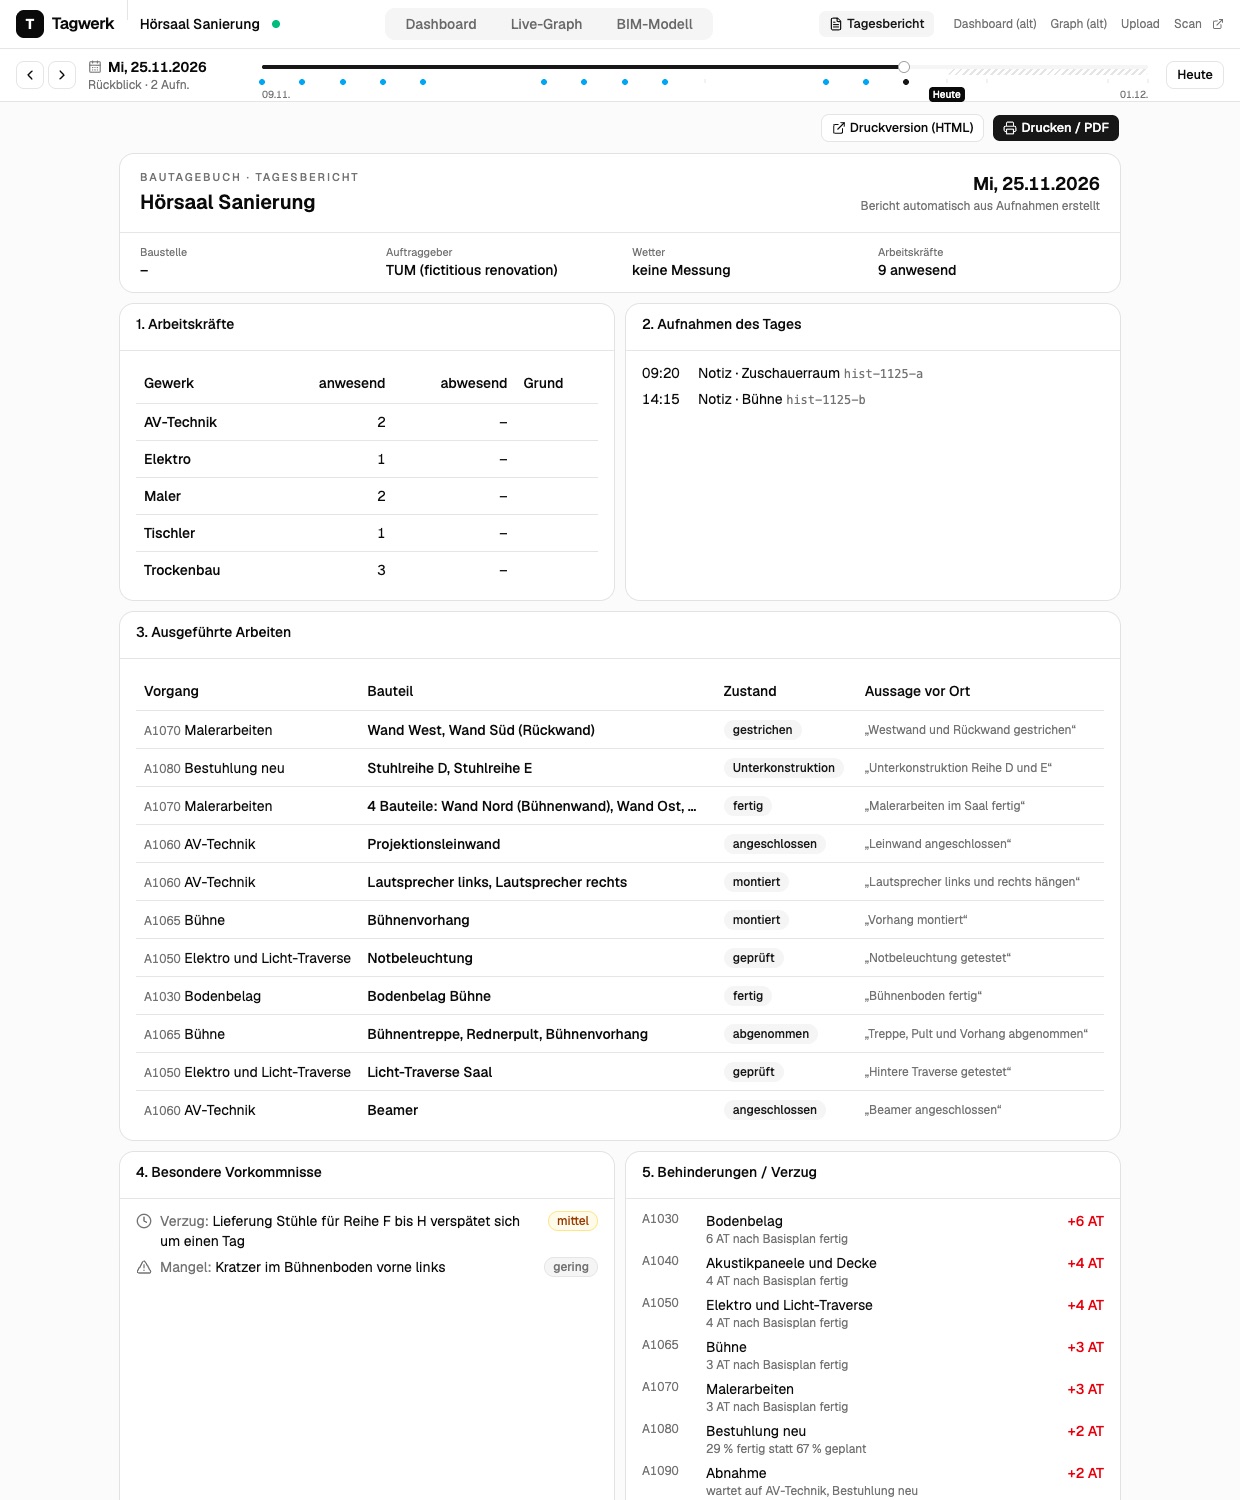 T Tagwerk Hörsaal Sanierung Dashboard Live-Graph BIM-Modell Tagesbericht Dashboard (alt) Graph (alt) Upload Scan
Mi, 25.11.2026
Rückblick · 2 Aufn.
09.11. Heute 01.12.
Heute
Druckversion (HTML) Drucken / PDF
BAUTAGEBUCH · TAGESBERICHT
Hörsaal Sanierung
Mi, 25.11.2026
Bericht automatisch aus Aufnahmen erstellt
Baustelle Auftraggeber Wetter Arbeitskräfte
– TUM (fictitious renovation) keine Messung 9 anwesend
1. Arbeitskräfte
Gewerk anwesend abwesend Grund
AV-Technik 2 –
Elektro 1 –
Maler 2 –
Tischler 1 –
Trockenbau 3 –
2. Aufnahmen des Tages
09:20 Notiz · Zuschauerraum hist-1125-a
14:15 Notiz · Bühne hist-1125-b
3. Ausgeführte Arbeiten
Vorgang Bauteil Zustand Aussage vor Ort
A1070 Malerarbeiten Wand West, Wand Süd (Rückwand) gestrichen „Westwand und Rückwand gestrichen“
A1080 Bestuhlung neu Stuhlreihe D, Stuhlreihe E Unterkonstruktion „Unterkonstruktion Reihe D und E“
A1070 Malerarbeiten 4 Bauteile: Wand Nord (Bühnenwand), Wand Ost, ... fertig „Malerarbeiten im Saal fertig“
A1060 AV-Technik Projektionsleinwand angeschlossen „Leinwand angeschlossen“
A1060 AV-Technik Lautsprecher links, Lautsprecher rechts montiert „Lautsprecher links und rechts hängen“
A1065 Bühne Bühnenvorhang montiert „Vorhang montiert“
A1050 Elektro und Licht-Traverse Notbeleuchtung geprüft „Notbeleuchtung getestet“
A1030 Bodenbelag Bodenbelag Bühne fertig „Bühnenboden fertig“
A1065 Bühne Bühnentreppe, Rednerpult, Bühnenvorhang abgenommen „Treppe, Pult und Vorhang abgenommen“
A1050 Elektro und Licht-Traverse Licht-Traverse Saal geprüft „Hintere Traverse getestet“
A1060 AV-Technik Beamer angeschlossen „Beamer angeschlossen“
4. Besondere Vorkommnisse
Verzug: Lieferung Stühle für Reihe F bis H verspätet sich mittel
um einen Tag
Mangel: Kratzer im Bühnenboden vorne links gering
5. Behinderungen / Verzug
A1030 Bodenbelag +6 AT
6 AT nach Basisplan fertig
A1040 Akustikpaneele und Decke +4 AT
4 AT nach Basisplan fertig
A1050 Elektro und Licht-Traverse +4 AT
4 AT nach Basisplan fertig
A1065 Bühne +3 AT
3 AT nach Basisplan fertig
A1070 Malerarbeiten +3 AT
3 AT nach Basisplan fertig
A1080 Bestuhlung neu +2 AT
29 % fertig statt 67 % geplant
A1090 Abnahme +2 AT
wartet auf AV-Technik, Bestuhlung neu